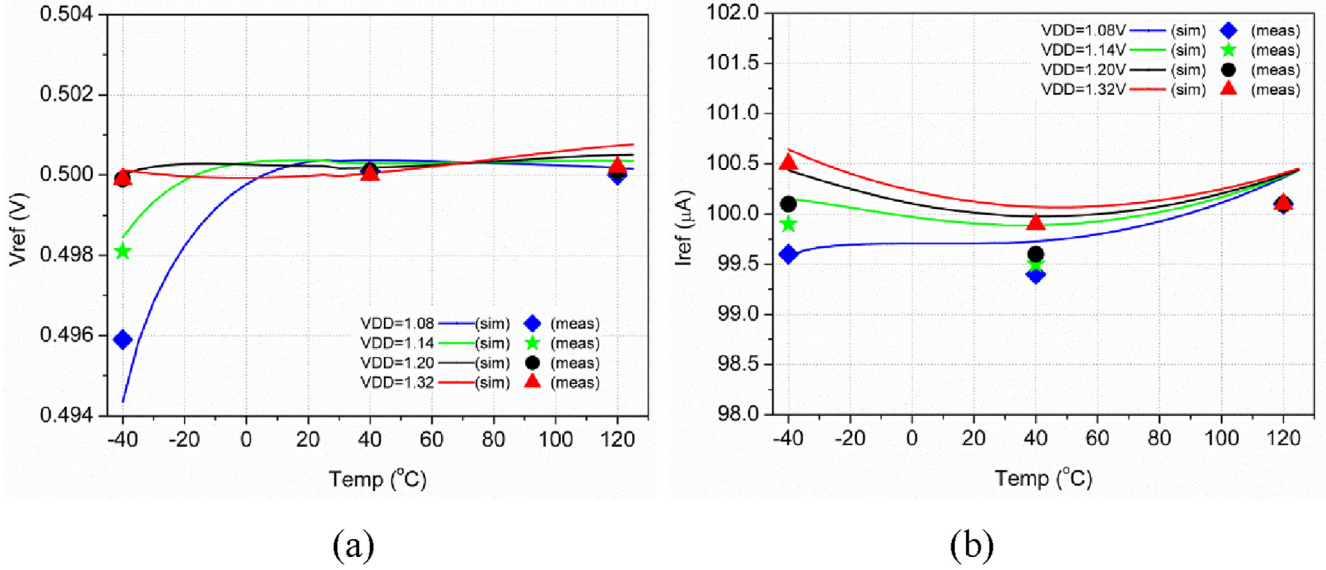 0.504
0.502
0.500
0.498
0.496
0.494
Vref (V)
VDD=1.08 (sim) (meas)
VDD=1.14 (sim) (meas)
VDD=1.20 (sim) (meas)
VDD=1.32 (sim) (meas)
-40 -20 0 20 40 60 80 100 120
Temp (°C)
(a)
102.0
101.5
101.0
100.5
100.0
99.5
99.0
98.5
98.0
Iref (μA)
VDD=1.08V (sim) (meas)
VDD=1.14V (sim) (meas)
VDD=1.20V (sim) (meas)
VDD=1.32V (sim) (meas)
-40 -20 0 20 40 60 80 100 120
Temp (°C)
(b)